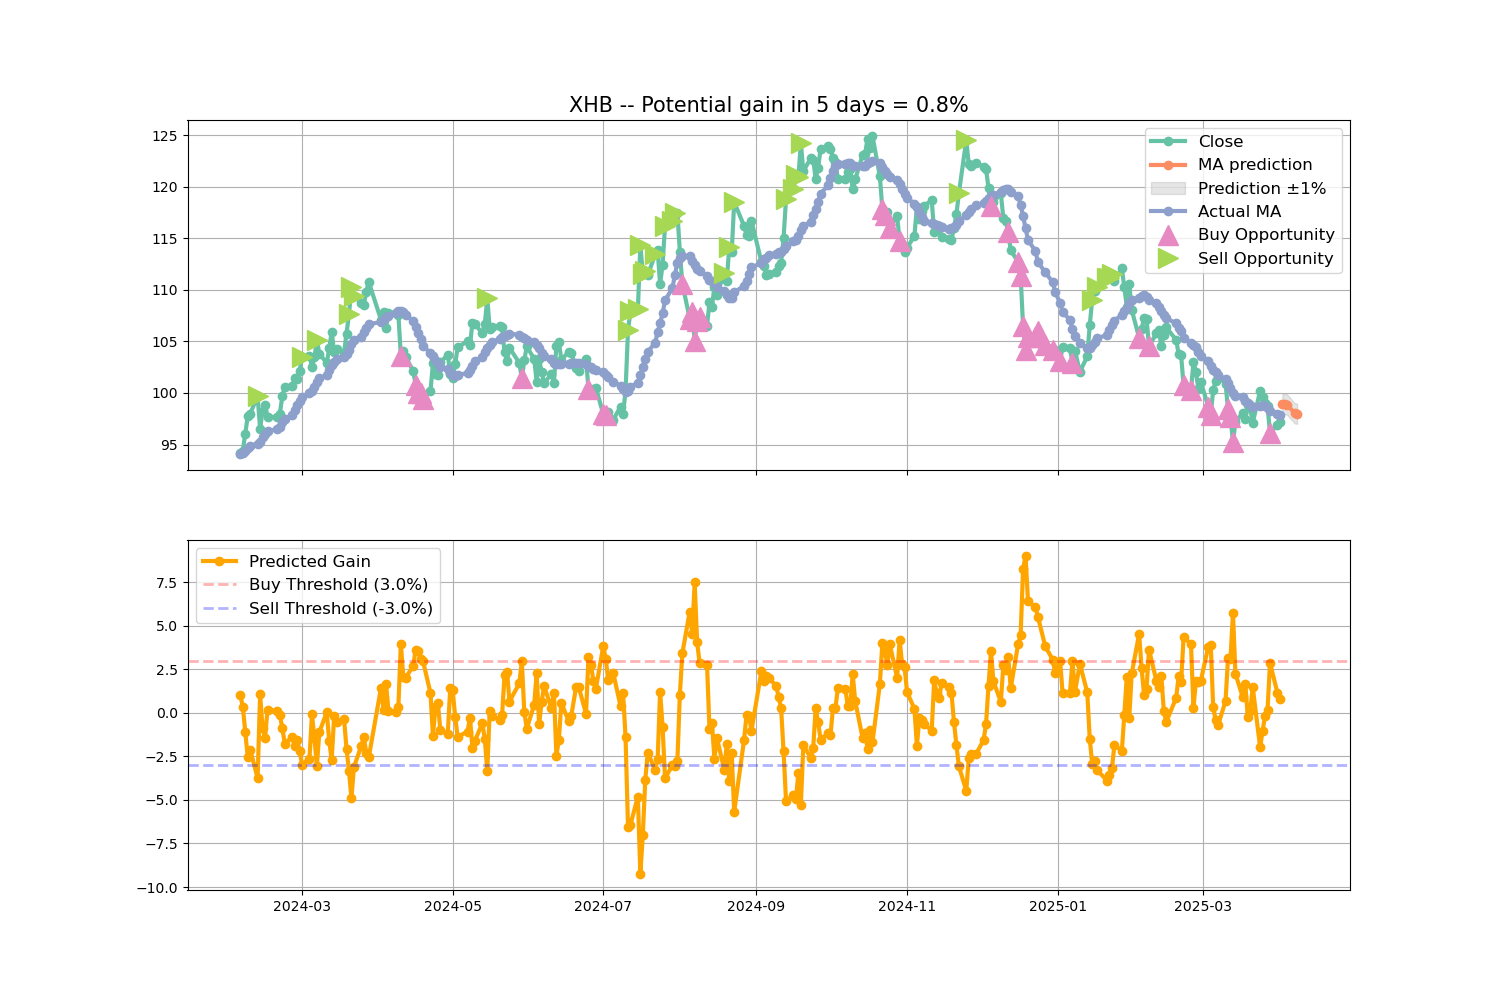 XHB -- Potential gain in 5 days = 0.8%
125
120
115
110
105
100
95
Close
MA prediction
Prediction ±1%
Actual MA
Buy Opportunity
Sell Opportunity
7.5
5.0
2.5
0.0
−2.5
−5.0
−7.5
−10.0
Predicted Gain
Buy Threshold (3.0%)
Sell Threshold (-3.0%)
2024-03
2024-05
2024-07
2024-09
2024-11
2025-01
2025-03